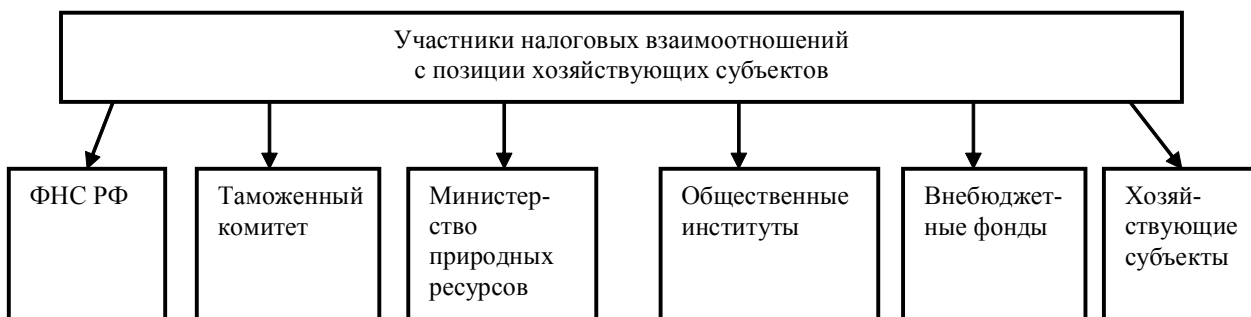 Участники налоговых взаимоотношений
с позиции хозяйствующих субъектов
ФНС РФ
Таможенный
комитет
Министер-
ство
природных
ресурсов
Общественные
институты
Внебюджет-
ные фонды
Хозяй-
ствующие
субъекты